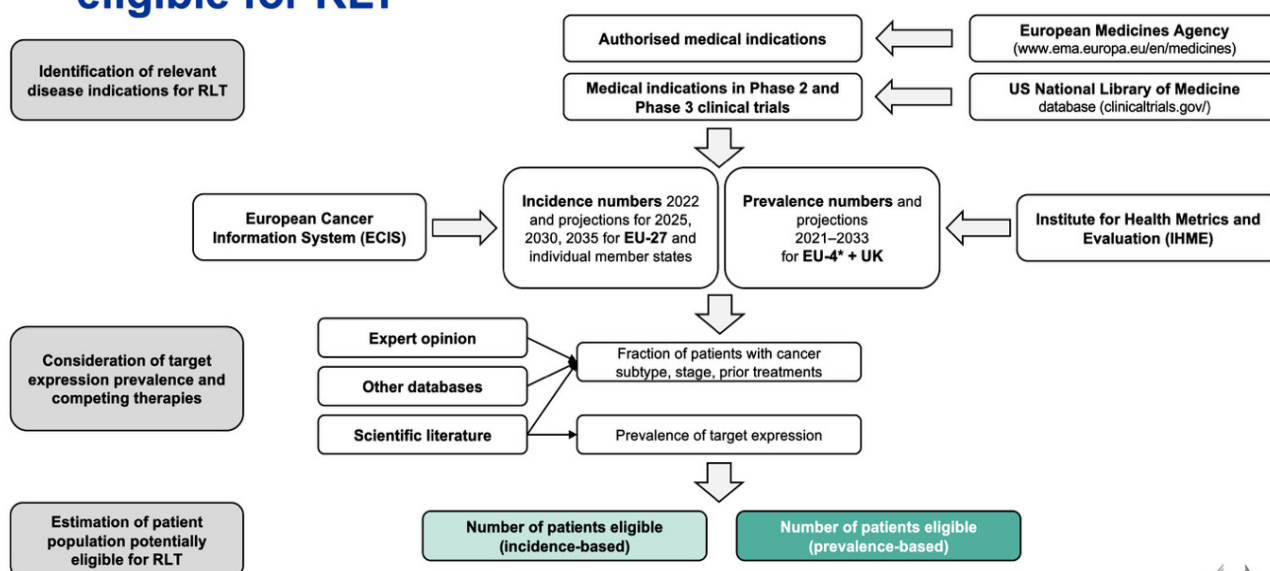 eligible for RLT
Identification of relevant
disease indications for RLT
Authorised medical indications
European Medicines Agency
(www.ema.europa.eu/en/medicines)
Medical indications in Phase 2 and
Phase 3 clinical trials
US National Library of Medicine
database (clinicaltrials.gov/)
European Cancer
Information System (ECIS)
Incidence numbers 2022
and projections for 2025,
2030, 2035 for EU-27 and
individual member states
Prevalence numbers and
projections
2021–2033
for EU-4* + UK
Institute for Health Metrics and
Evaluation (IHME)
Consideration of target
expression prevalence and
competing therapies
Expert opinion
Other databases
Scientific literature
Fraction of patients with cancer
subtype, stage, prior treatments
Prevalence of target expression
Estimation of patient
population potentially
eligible for RLT
Number of patients eligible
(incidence-based)
Number of patients eligible
(prevalence-based)